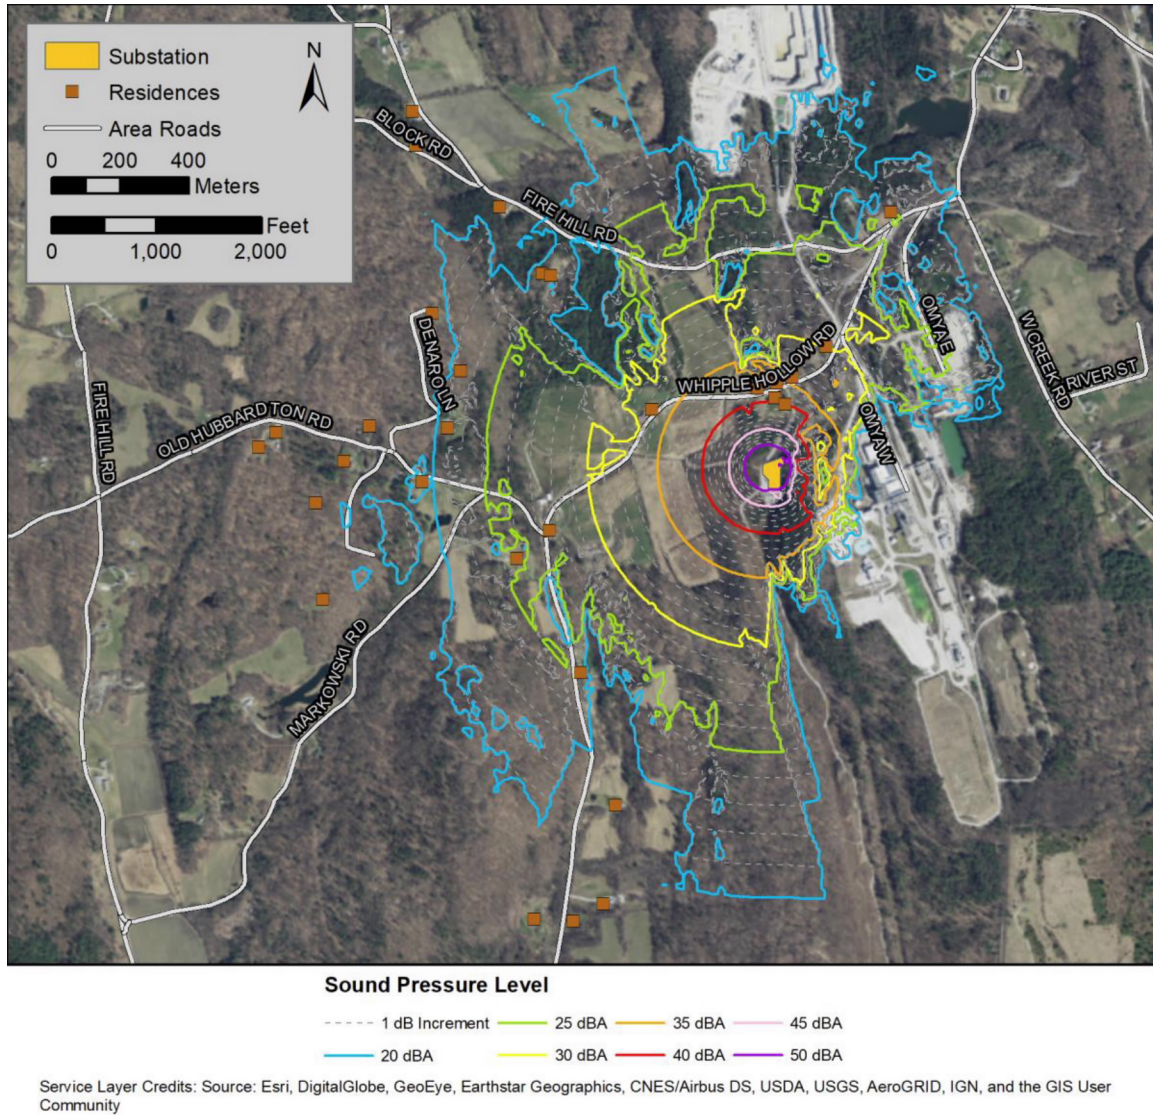 Substation
N
Residences
Area Roads
0 200 400
Meters
Feet
0 1,000 2,000
BLOCK RD
FIRE HILL RD
OMYA E
W CREEK RD
RIVER ST
DENARO LN
WHIPPLE HOLLOW RD
FIRE HILL RD
OLD HUBBARDTON RD
OMYA W
MARKOWSKI RD
Sound Pressure Level
1 dB Increment 25 dBA 35 dBA 45 dBA
20 dBA 30 dBA 40 dBA 50 dBA
Service Layer Credits: Source: Esri, DigitalGlobe, GeoEye, Earthstar Geographics, CNES/Airbus DS, USDA, USGS, AeroGRID, IGN, and the GIS User
Community